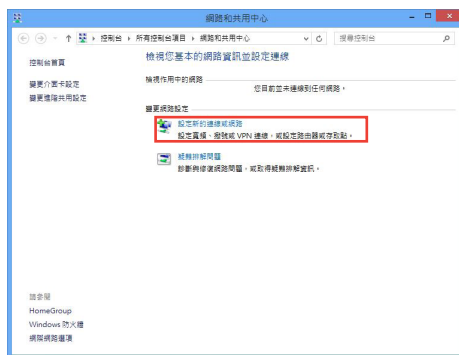 網路和共用中心
控制台 ▸ 所有控制台項目 ▸ 網路和共用中心
搜尋控制台
控制台首頁
變更介面卡設定
變更進階共用設定
檢視您基本的網路資訊並設定連線
檢視作用中的網路
您目前並未連線到任何網路。
變更網路設定
設定新的連線或網路
設定寬頻、撥號或 VPN 連線,或設定路由器或存取點。
疑難排解問題
診斷與修復網路問題,或取得疑難排解資訊。
請參閱
HomeGroup
Windows 防火牆
網際網路選項